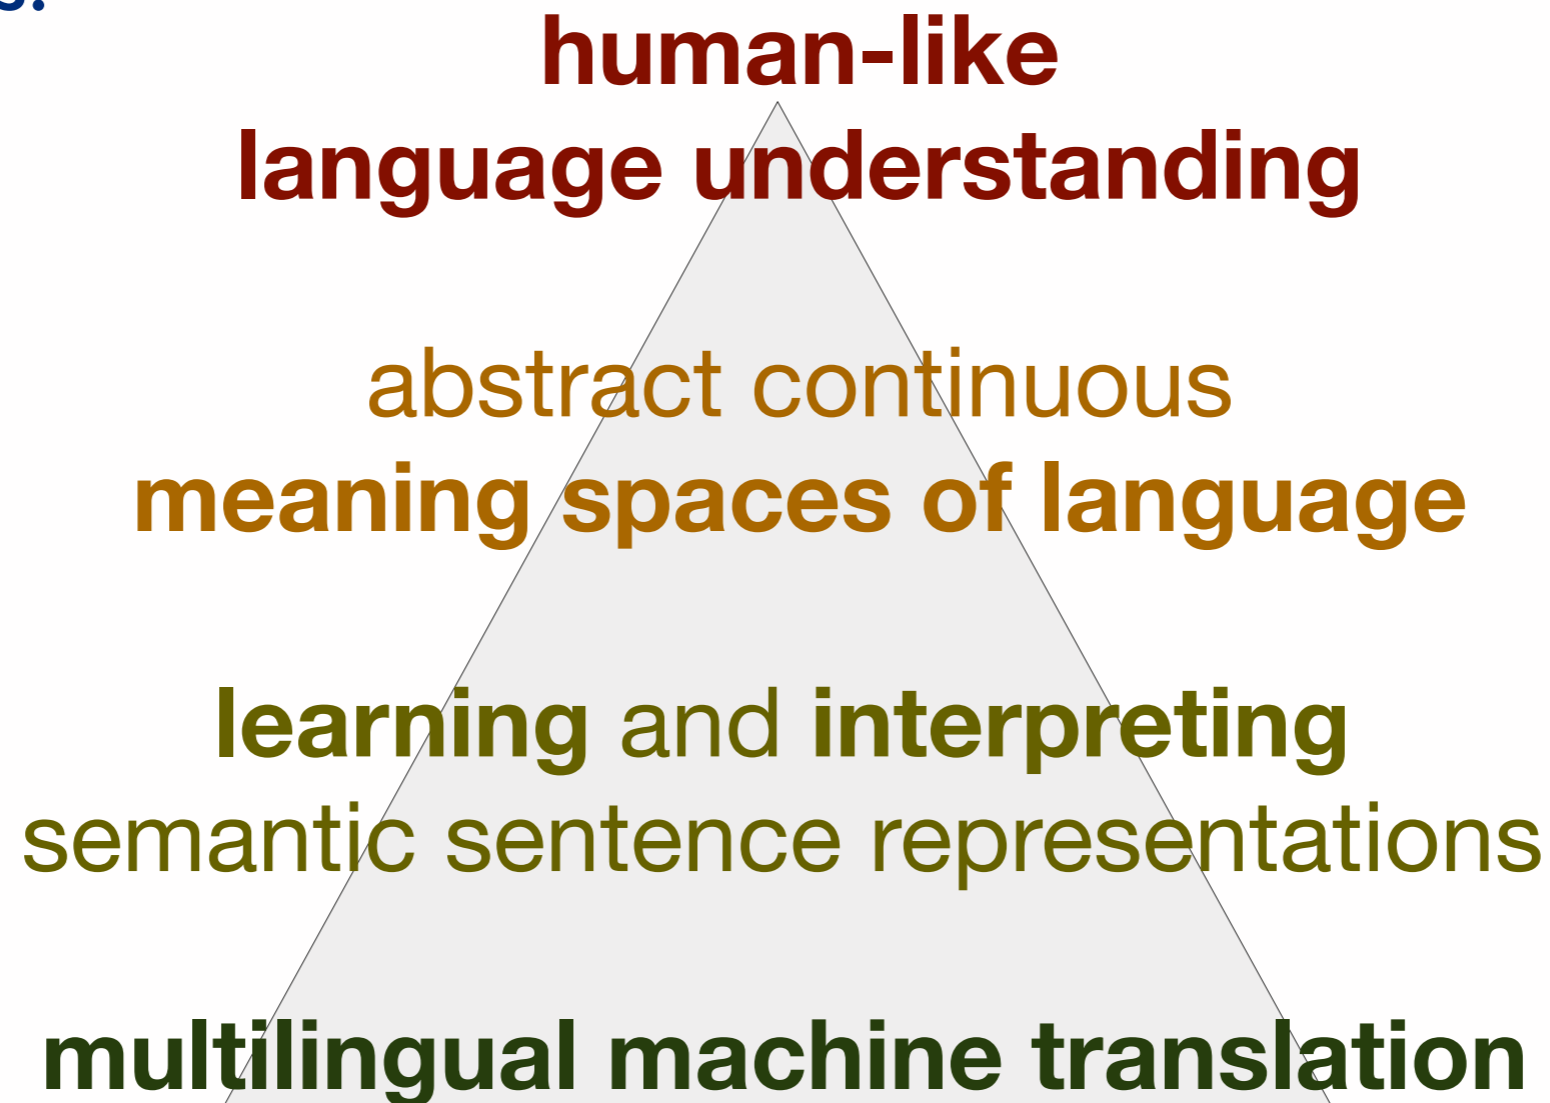 human-like
language understanding
abstract continuous
meaning spaces of language
learning and interpreting
semantic sentence representations
multilingual machine translation